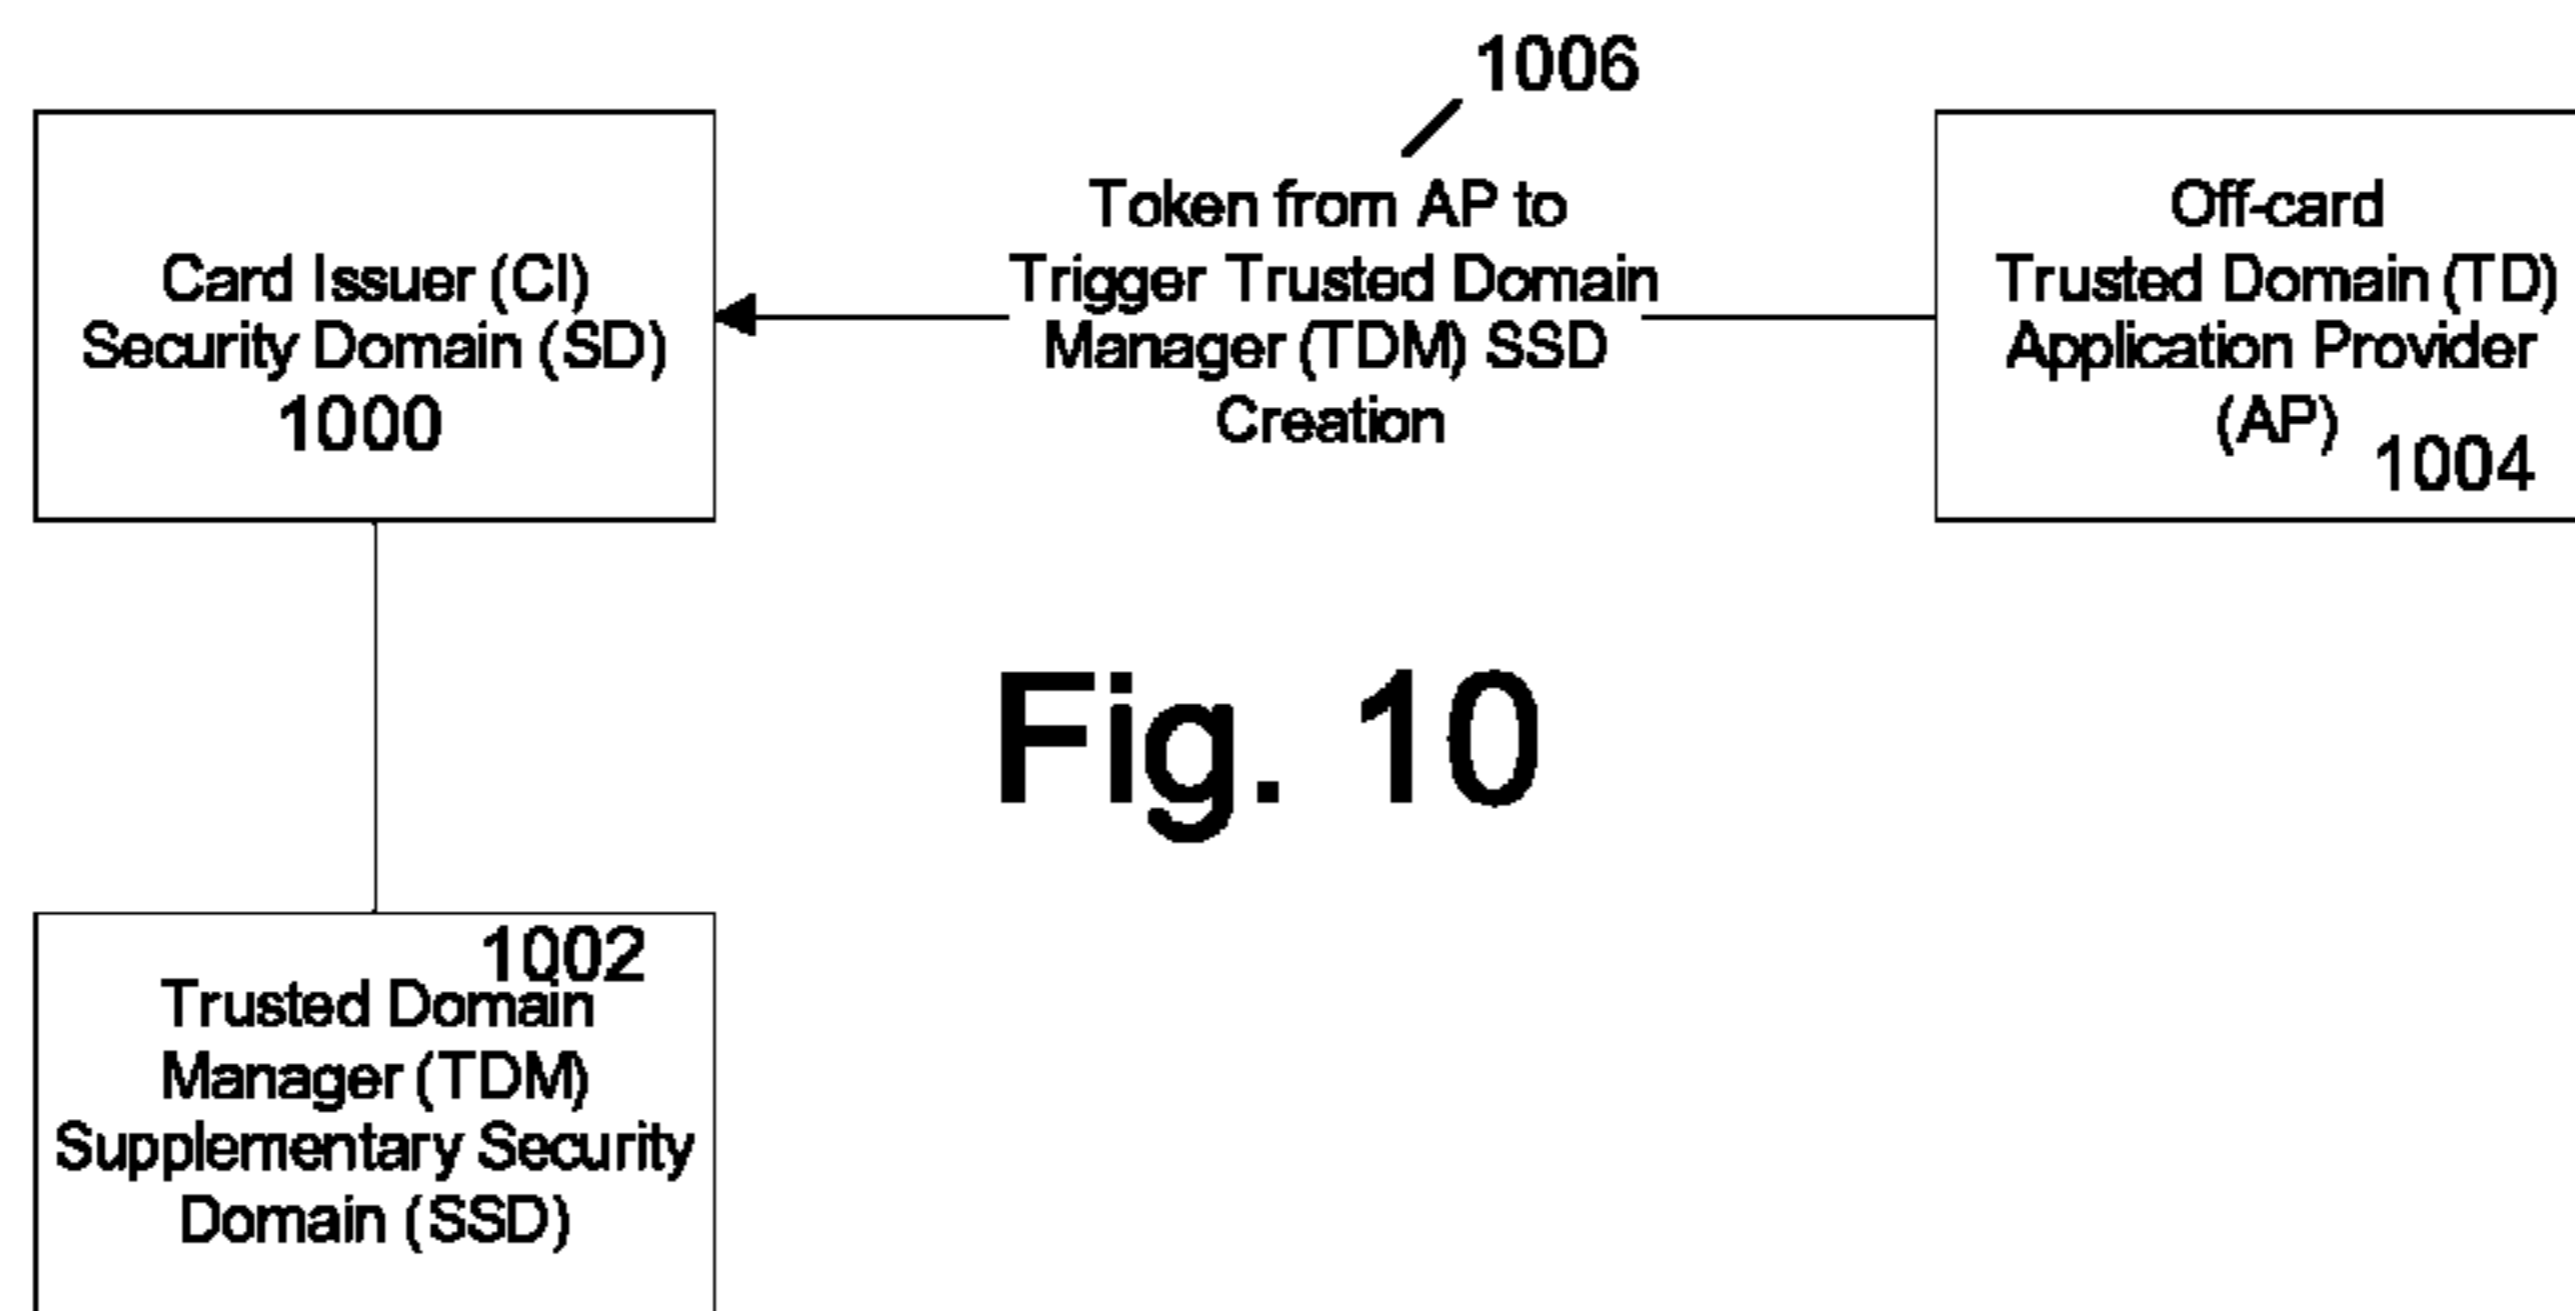 1006
Card Issuer (CI)
Security Domain (SD)
1000
Token from AP to
Trigger Trusted Domain
Manager (TDM) SSD
Creation
Off-card
Trusted Domain (TD)
Application Provider
(AP)
1004
Fig. 10
1002
Trusted Domain
Manager (TDM)
Supplementary Security
Domain (SSD)